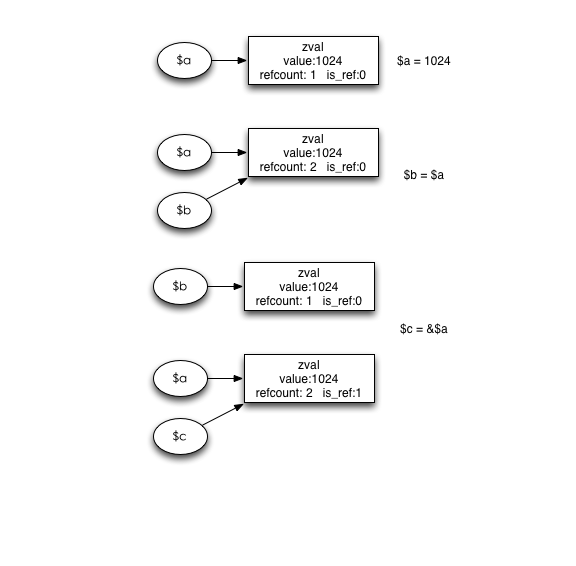 zval
$a
value:1024
$a = 1024
refcount: 1 is_ref:0
zval
$a
value:1024
refcount: 2 is_ref:0
$b = $a
$b
zval
$b
value:1024
refcount: 1 is_ref:0
$c = &$a
zval
$a
value:1024
refcount: 2 is_ref:1
$c